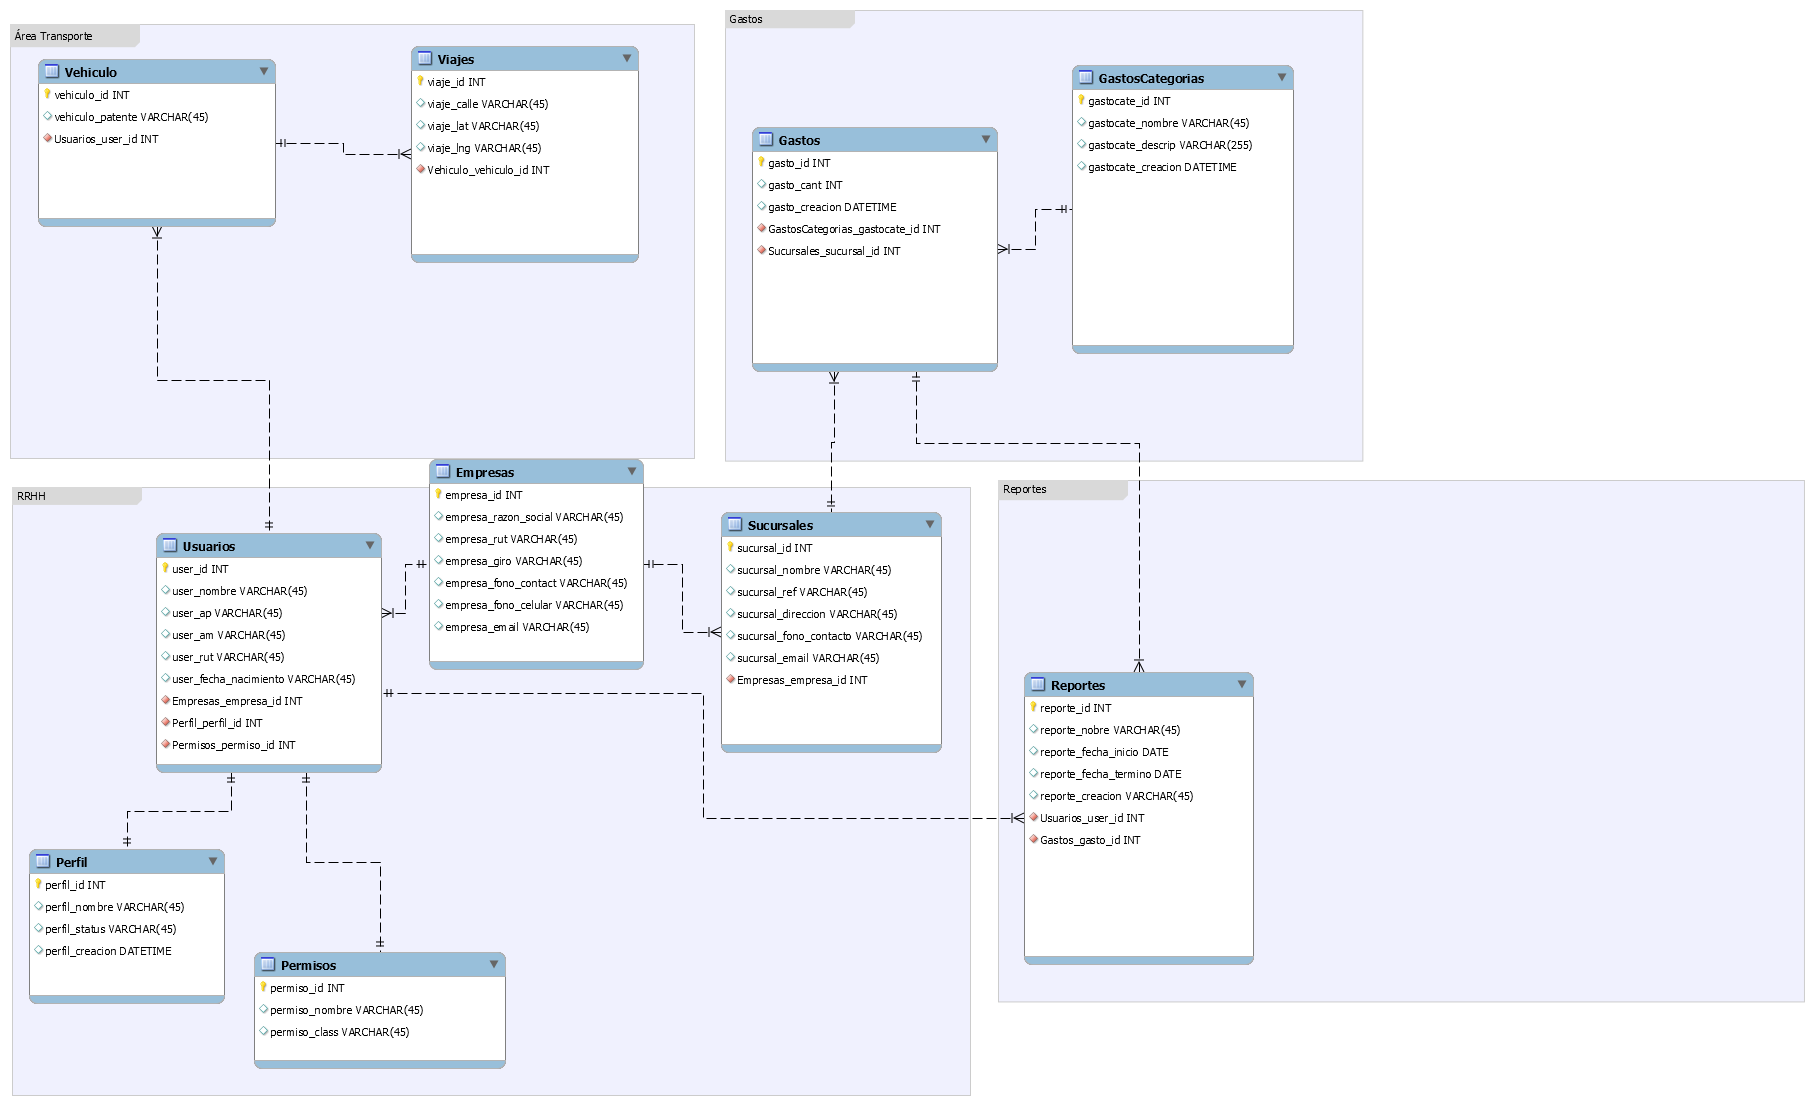 Área Transporte
Vehiculo
vehiculo_id INT
vehiculo_patente VARCHAR(45)
Usuarios_user_id INT
Viajes
viaje_id INT
viaje_calle VARCHAR(45)
viaje_lat VARCHAR(45)
viaje_lng VARCHAR(45)
Vehiculo_vehiculo_id INT
Gastos
Gastos
gasto_id INT
gasto_cant INT
gasto_creacion DATETIME
GastosCategorias_gastocate_id INT
Sucursales_sucursal_id INT
GastosCategorias
gastocate_id INT
gastocate_nombre VARCHAR(45)
gastocate_descrip VARCHAR(255)
gastocate_creacion DATETIME
RRHH
Empresas
empresa_id INT
empresa_razon_social VARCHAR(45)
empresa_rut VARCHAR(45)
empresa_giro VARCHAR(45)
empresa_fono_contact VARCHAR(45)
empresa_fono_celular VARCHAR(45)
empresa_email VARCHAR(45)
Usuarios
user_id INT
user_nombre VARCHAR(45)
user_ap VARCHAR(45)
user_am VARCHAR(45)
user_rut VARCHAR(45)
user_fecha_nacimiento VARCHAR(45)
Empresas_empresa_id INT
Perfil_perfil_id INT
Permisos_permiso_id INT
Sucursales
sucursal_id INT
sucursal_nombre VARCHAR(45)
sucursal_ref VARCHAR(45)
sucursal_direccion VARCHAR(45)
sucursal_fono_contacto VARCHAR(45)
sucursal_email VARCHAR(45)
Empresas_empresa_id INT
Perfil
perfil_id INT
perfil_nombre VARCHAR(45)
perfil_status VARCHAR(45)
perfil_creacion DATETIME
Permisos
permiso_id INT
permiso_nombre VARCHAR(45)
permiso_class VARCHAR(45)
Reportes
Reportes
reporte_id INT
reporte_nobre VARCHAR(45)
reporte_fecha_inicio DATE
reporte_fecha_termino DATE
reporte_creacion VARCHAR(45)
Usuarios_user_id INT
Gastos_gasto_id INT